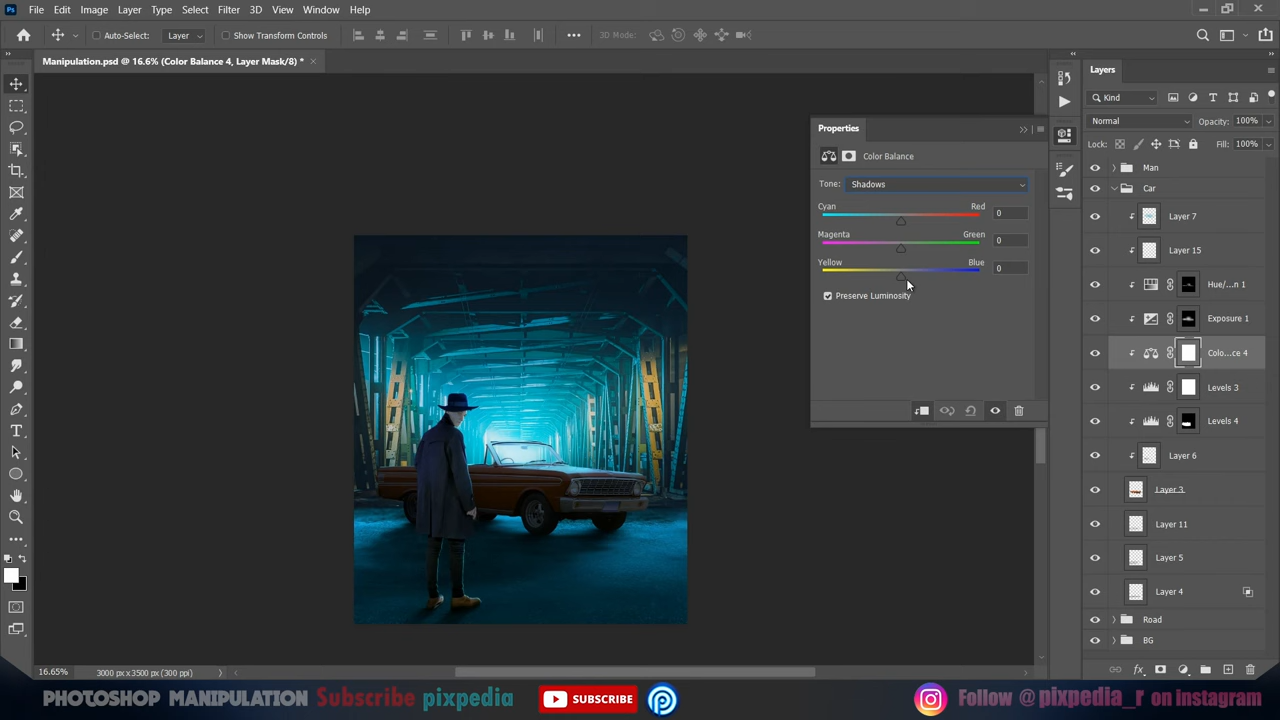 Ps File Edit Image Layer Type Select Filter 3D View Window Help
Auto-Select: Layer Show Transform Controls 3D Mode:
Manipulation.psd @ 16.6% (Color Balance 4, Layer Mask/8) *
Properties
Color Balance
Tone: Shadows
Cyan Red 0
Magenta Green 0
Yellow Blue 0
Preserve Luminosity
Layers
Kind
Normal Opacity: 100%
Lock: Fill: 100%
Man
Car
Layer 7
Layer 15
Hue/...n 1
Exposure 1
Colo...ce 4
Levels 3
Levels 4
Layer 6
Layer 3
Layer 11
Layer 5
Layer 4
Road
BG
16.65% 3000 px x 3500 px (300 ppi)
PHOTOSHOP MANIPULATION Subscribe pixpedia SUBSCRIBE Follow @pixpedia_r on instagram